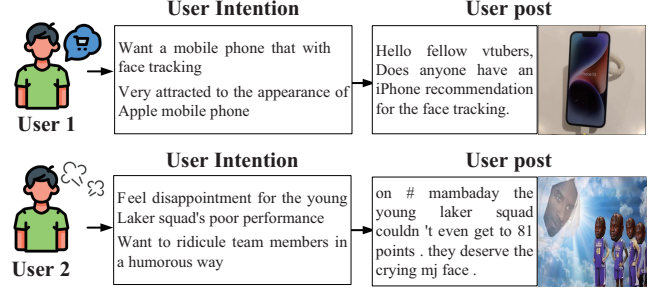 User Intention
User post
Want a mobile phone that with
face tracking
Very attracted to the appearance of
Apple mobile phone
Hello fellow vtubers,
Does anyone have an
iPhone recommendation
for the face tracking.
User 1
User Intention
User post
Feel disappointment for the young
Laker squad's poor performance
Want to ridicule team members in
a humorous way
on # mambaday the
young laker squad
couldn 't even get to 81
points . they deserve the
crying mj face .
User 2